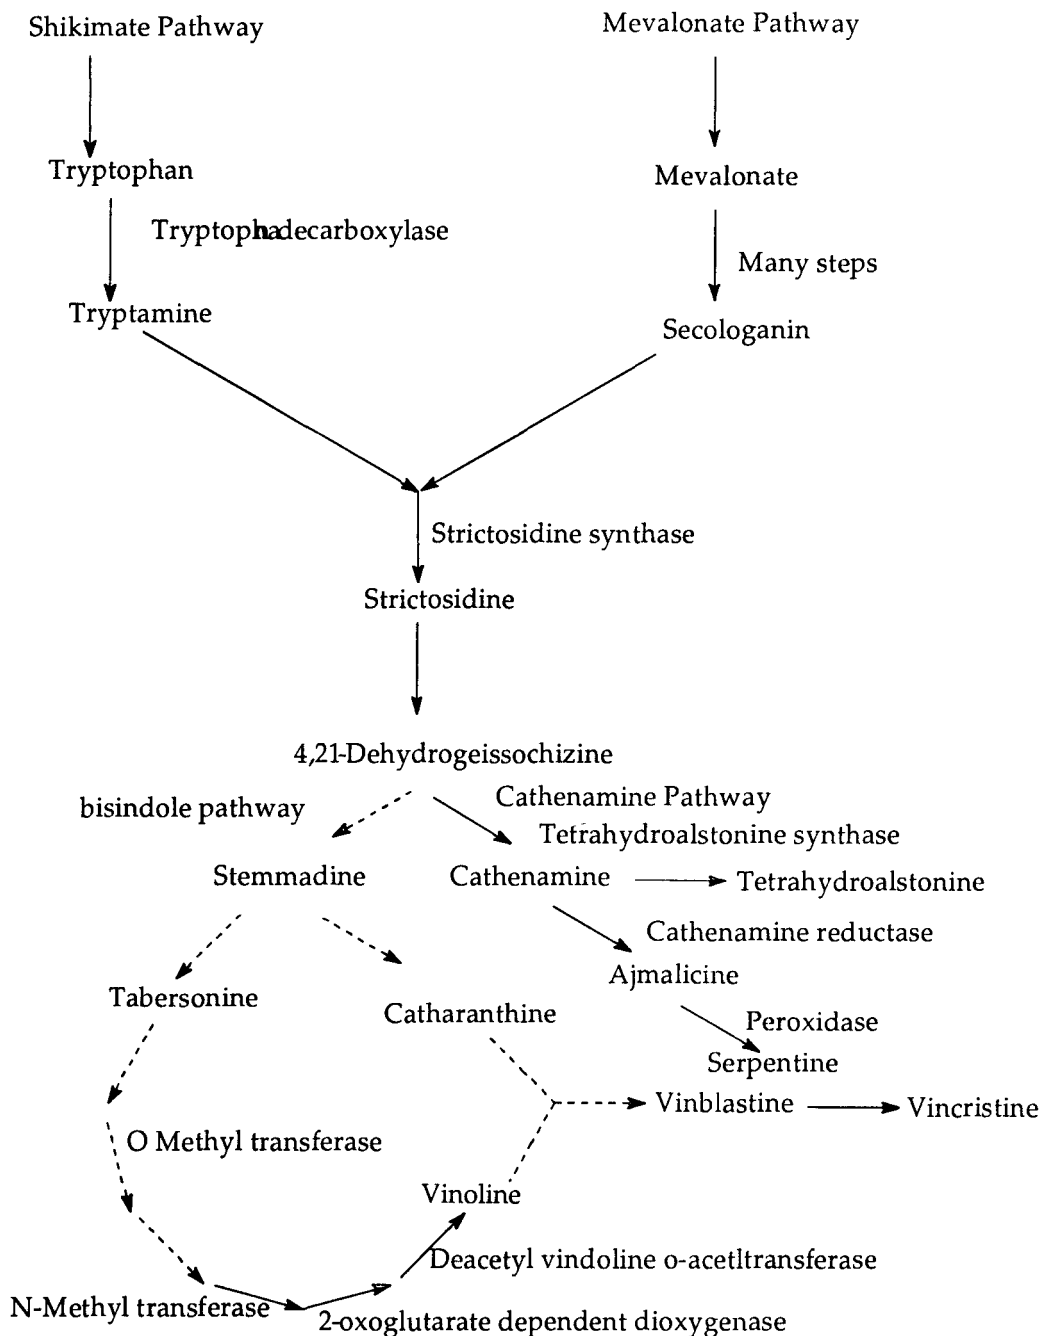 Shikimate Pathway
Mevalonate Pathway
Tryptophan
Mevalonate
Tryptophadecarboxylase
Many steps
Tryptamine
Secologanin
Strictosidine synthase
Strictosidine
4,21-Dehydrogeissochizine
bisindole pathway
Cathenamine Pathway
Tetrahydroalstonine synthase
Stemmadine
Cathenamine
Tetrahydroalstonine
Cathenamine reductase
Ajmalicine
Tabersonine
Catharanthine
Peroxidase
Serpentine
Vinblastine
Vincristine
O Methyl transferase
Vinoline
Deacetyl vindoline o-acetltransferase
N-Methyl transferase
2-oxoglutarate dependent dioxygenase